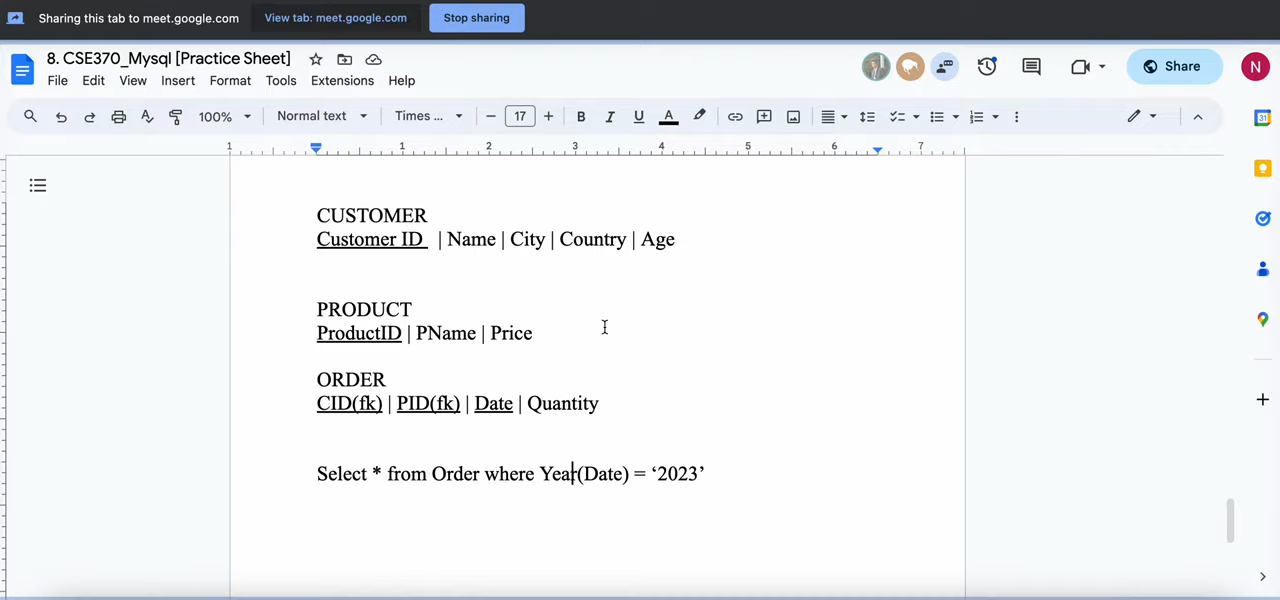 Sharing this tab to meet.google.com
View tab: meet.google.com
Stop sharing
8. CSE370_Mysql [Practice Sheet]
File Edit View Insert Format Tools Extensions Help
Share
N
100%
Normal text
Times ...
17
B I U A
31
1 1 2 3 4 5 6 7
CUSTOMER
Customer ID | Name | City | Country | Age
PRODUCT
ProductID | PName | Price
ORDER
CID(fk) | PID(fk) | Date | Quantity
Select * from Order where Year(Date) = ‘2023’